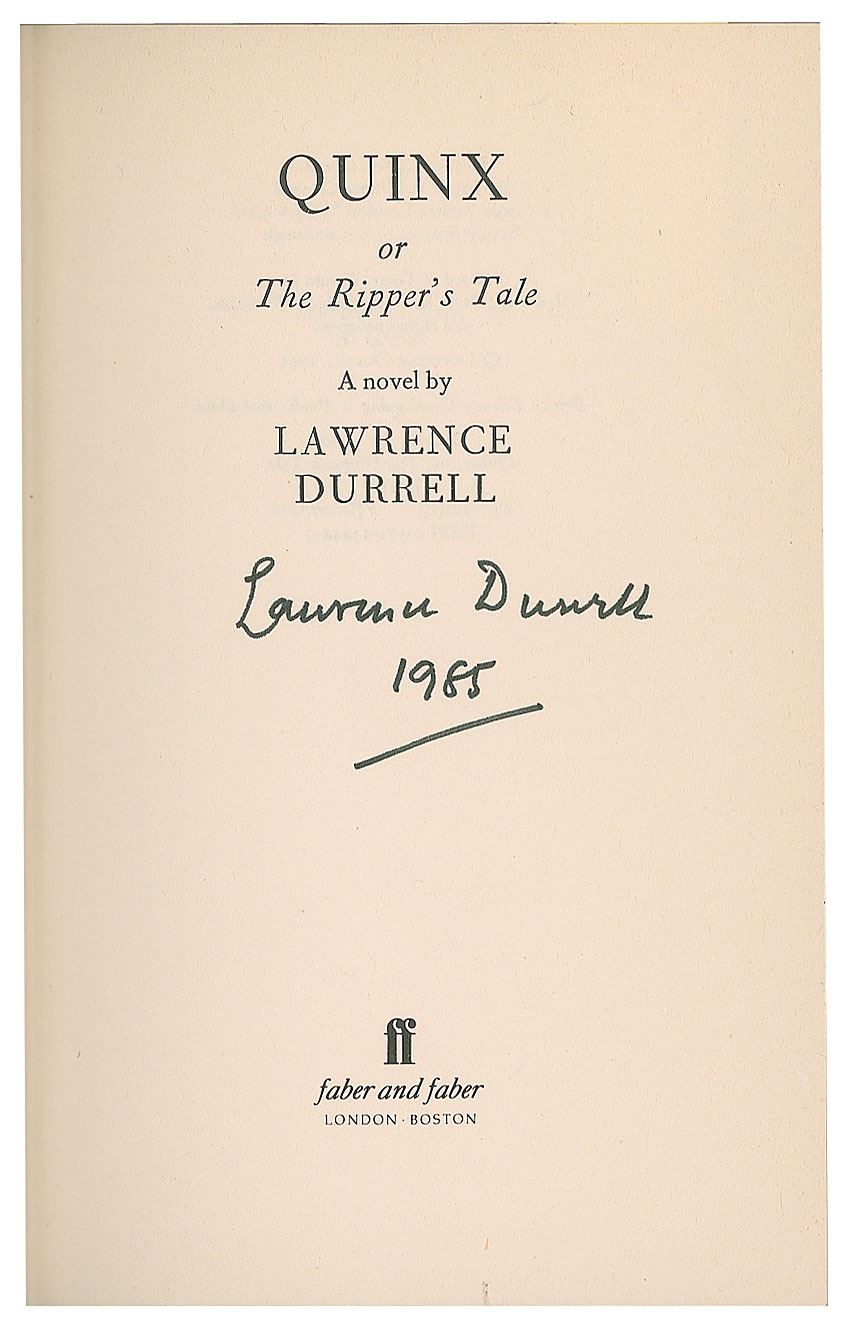 QUINX
or
The Ripper's Tale
A novel by
LAWRENCE
DURRELL
Lawrence Durrell
1985
ff
faber and faber
LONDON · BOSTON